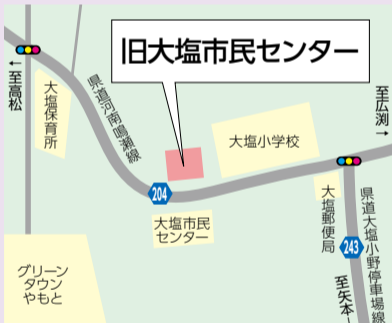 旧大塩市民センター
←至高松
大塩保育所
県道河南鳴瀬線
大塩小学校
至広渕→
204
大塩市民
センター
大塩郵便局
243
県道大塩小野停車場線
至矢本→
グリーン
タウン
やもと